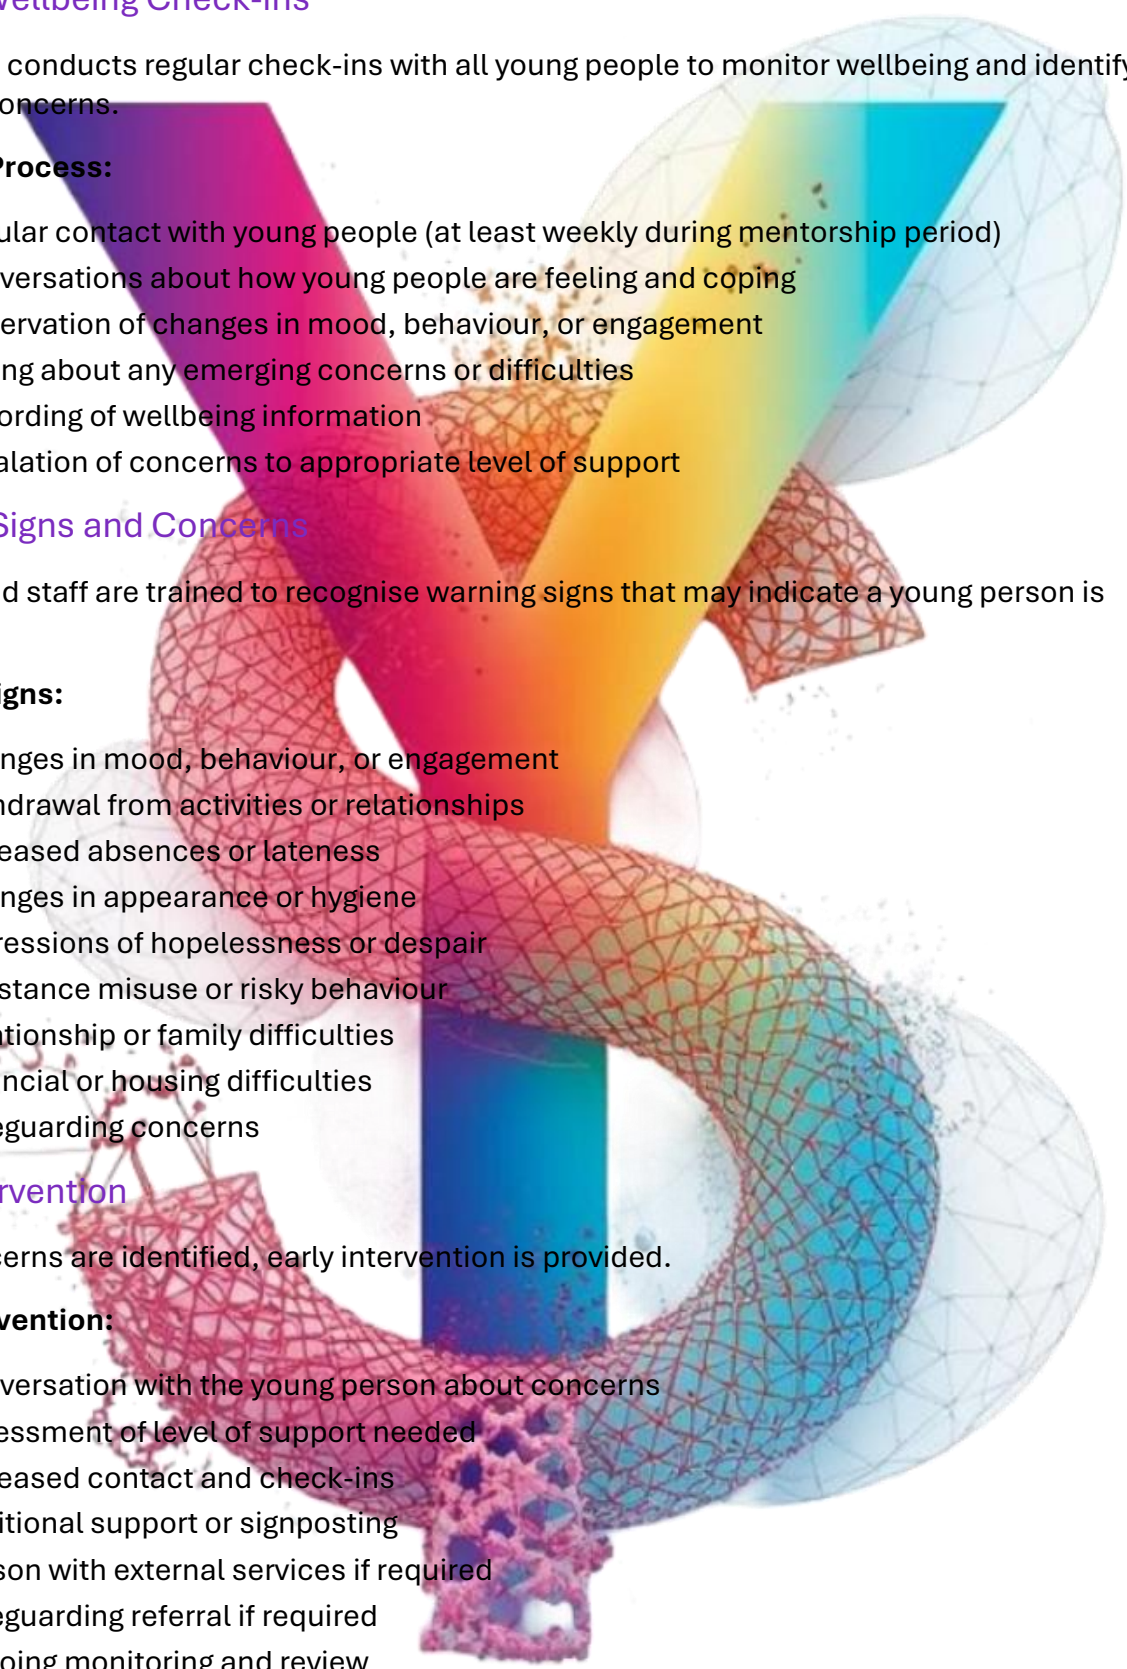 Wellbeing Check-ins
conducts regular check-ins with all young people to monitor wellbeing and identify
oncerns.
Process:
ular contact with young people (at least weekly during mentorship period)
versations about how young people are feeling and coping
ervation of changes in mood, behaviour, or engagement
ing about any emerging concerns or difficulties
ording of wellbeing information
alation of concerns to appropriate level of support
Signs and Concerns
d staff are trained to recognise warning signs that may indicate a young person is
igns:
nges in mood, behaviour, or engagement
hdrawal from activities or relationships
eased absences or lateness
nges in appearance or hygiene
ressions of hopelessness or despair
stance misuse or risky behaviour
ationship or family difficulties
ncial or housing difficulties
eguarding concerns
rvention
cerns are identified, early intervention is provided.
vention:
versation with the young person about concerns
essment of level of support needed
eased contact and check-ins
itional support or signposting
son with external services if required
eguarding referral if required
oing monitoring and review